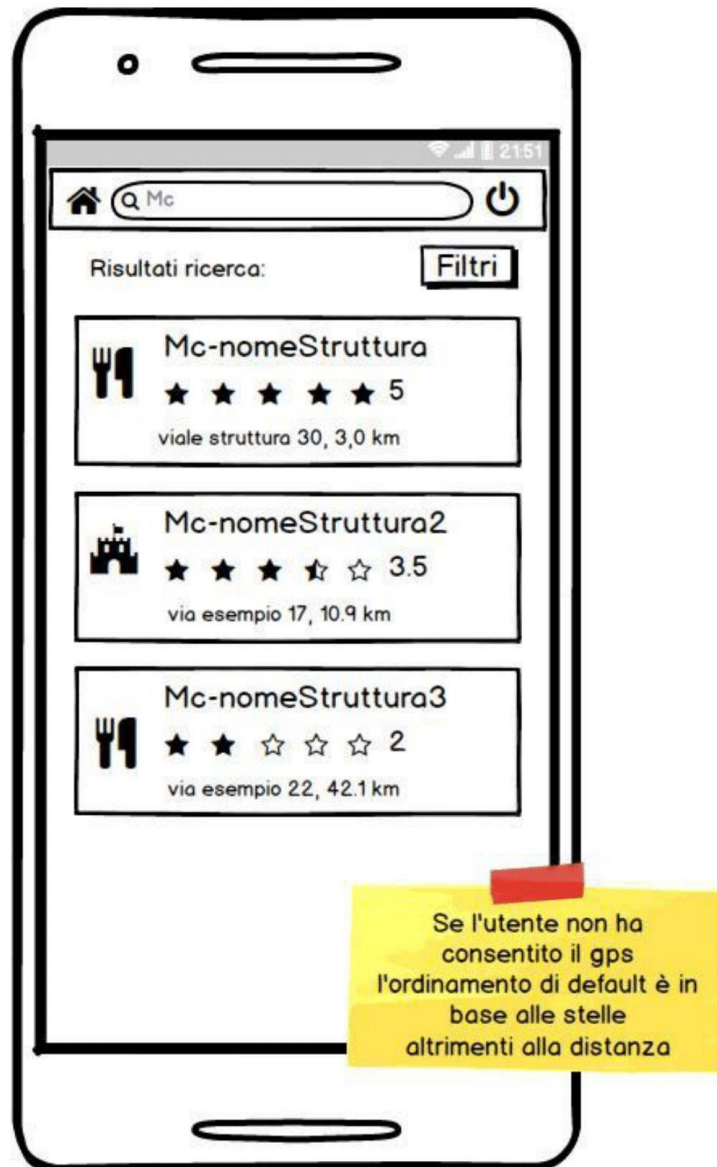 21:51
Mc
Risultati ricerca:
Filtri
Mc-nomeStruttura
5
viale struttura 30, 3,0 km
Mc-nomeStruttura2
3.5
via esempio 17, 10.9 km
Mc-nomeStruttura3
2
via esempio 22, 42.1 km
Se l'utente non ha
consentito il gps
l'ordinamento di default è in
base alle stelle
altrimenti alla distanza